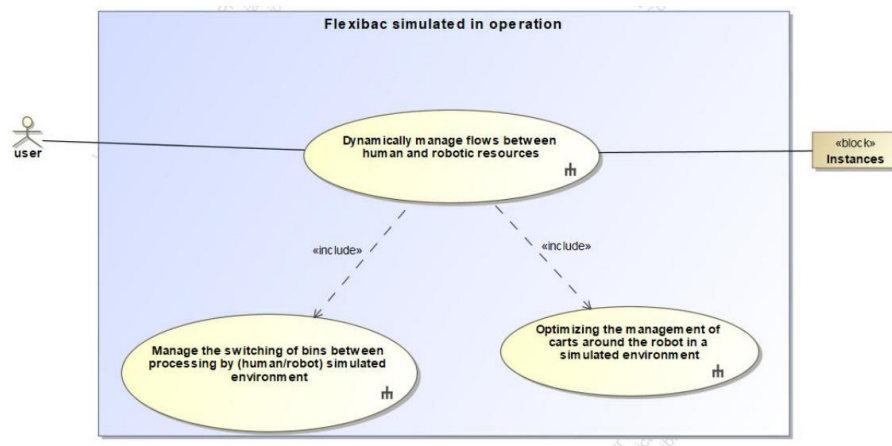 Flexibac simulated in operation
Dynamically manage flows between
human and robotic resources
user
«block»
Instances
«include»
«include»
Manage the switching of bins between
processing by (human/robot) simulated
environment
Optimizing the management of
carts around the robot in a
simulated environment